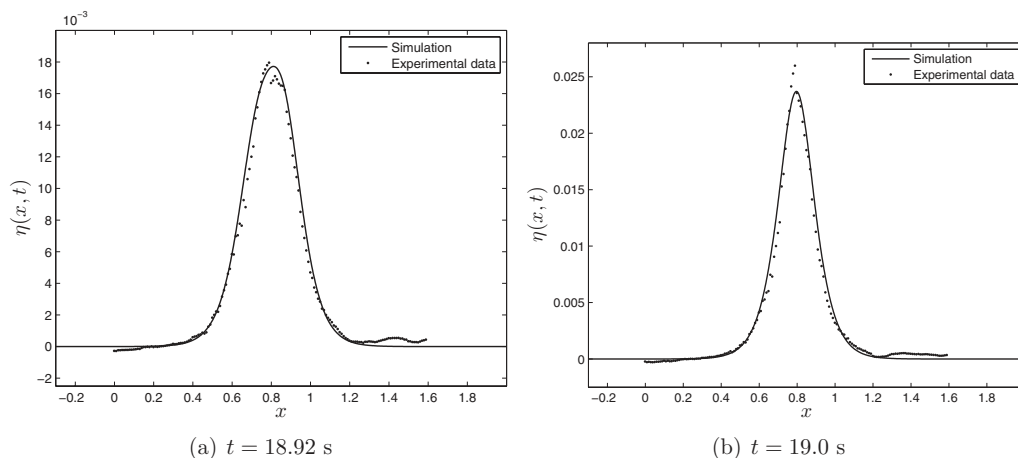 10⁻³
Simulation
Experimental data
18
16
14
12
10
8
6
4
2
0
−2
η(x, t)
−0.2 0 0.2 0.4 0.6 0.8 1 1.2 1.4 1.6 1.8
x
(a) t = 18.92 s
Simulation
Experimental data
0.025
0.02
0.015
0.01
0.005
0
η(x, t)
−0.2 0 0.2 0.4 0.6 0.8 1 1.2 1.4 1.6 1.8
x
(b) t = 19.0 s